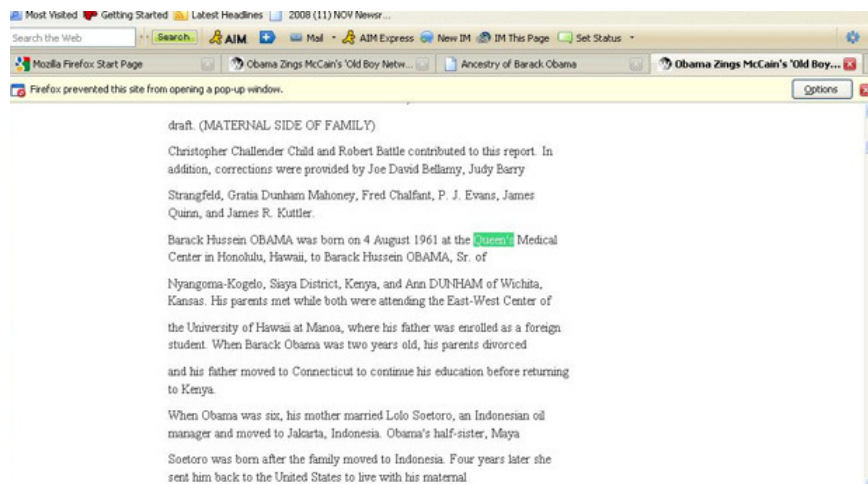 Most Visited Getting Started Latest Headlines 2008 (11) NOV Newsr...
Search the Web Search AIM Mail AIM Express New IM IM This Page Set Status
Mozilla Firefox Start Page Obama Zings McCain's 'Old Boy Netw... Ancestry of Barack Obama Obama Zings McCain's 'Old Boy...
Firefox prevented this site from opening a pop-up window. Options
draft. (MATERNAL SIDE OF FAMILY)
Christopher Challender Child and Robert Battle contributed to this report. In
addition, corrections were provided by Joe David Bellamy, Judy Barry
Strangfeld, Gratia Dunham Mahoney, Fred Chalfant, P. J. Evans, James
Quinn, and James R. Kuttler.
Barack Hussein OBAMA was born on 4 August 1961 at the Queen's Medical
Center in Honolulu, Hawaii, to Barack Hussein OBAMA, Sr. of
Nyangoma-Kogelo, Siaya District, Kenya, and Ann DUNHAM of Wichita,
Kansas. His parents met while both were attending the East-West Center of
the University of Hawaii at Manoa, where his father was enrolled as a foreign
student. When Barack Obama was two years old, his parents divorced
and his father moved to Connecticut to continue his education before returning
to Kenya.
When Obama was six, his mother married Lolo Soetoro, an Indonesian oil
manager and moved to Jakarta, Indonesia. Obama's half-sister, Maya
Soetoro was born after the family moved to Indonesia. Four years later she
sent him back to the United States to live with his maternal